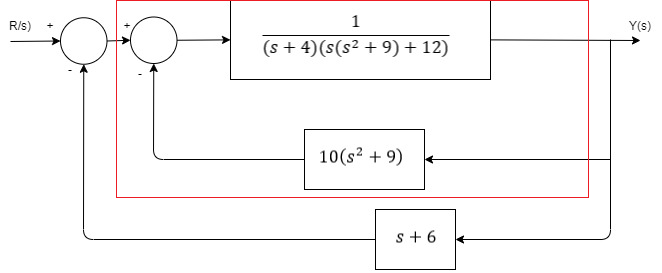 R/s) + + 1 Y(s)
(s + 4)(s(s² + 9) + 12)
- -
10(s² + 9)
s + 6